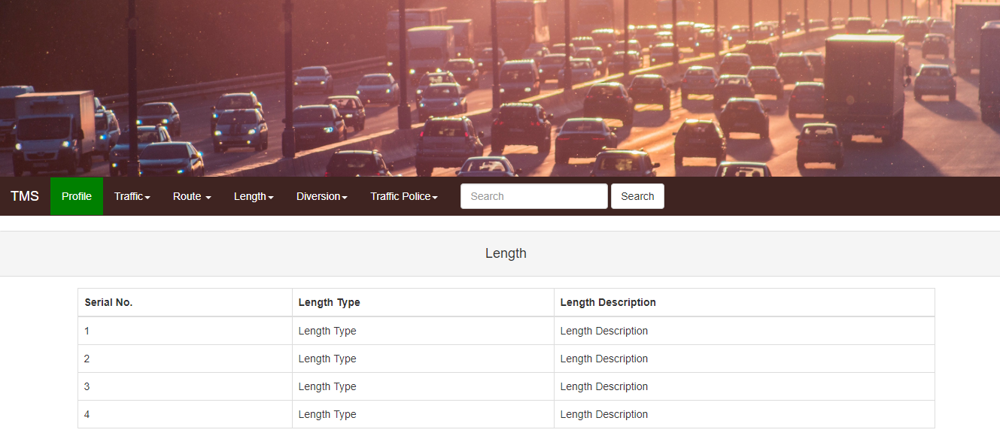 TMS Profile Traffic Route Length Diversion Traffic Police Search Search
Length
Serial No. Length Type Length Description
1 Length Type Length Description
2 Length Type Length Description
3 Length Type Length Description
4 Length Type Length Description